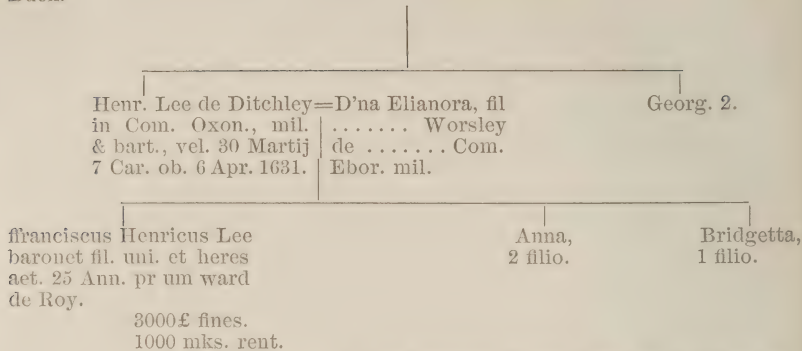 Henr. Lee de Ditchley=D'na Elianora, fil
in Com. Oxon., mil. ....... Worsley
& bart., vel. 30 Martij de ....... Com.
7 Car. ob. 6 Apr. 1631. Ebor. mil.
Georg. 2.
ffranciscus Henricus Lee
baronet fil. uni. et heres
aet. 25 Ann. pr um ward
de Roy.
3000£ fines.
1000 mks. rent.
Anna,
2 filio.
Bridgetta,
1 filio.